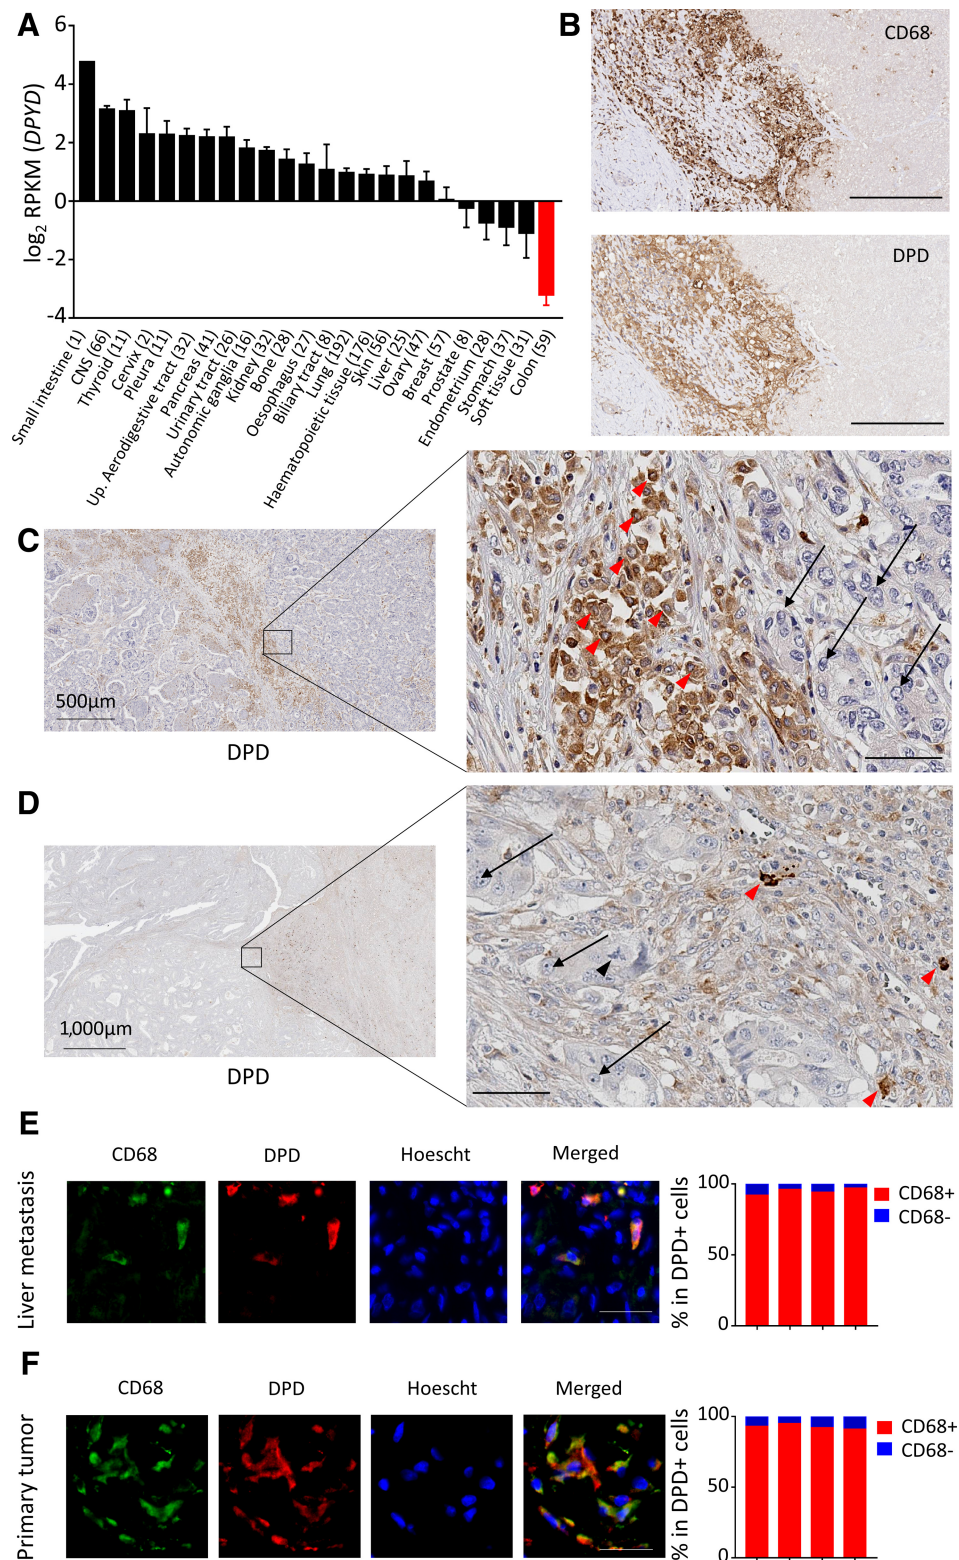 A
6
4
2
0
-2
-4
log2 RPKM (DPYD)
Small intestine (1)
CNS (66)
Thyroid (11)
Cervix (2)
Pleura (11)
Up. Aerodigestive tract (32)
Pancreas (41)
Urinary tract (26)
Autonomic ganglia (16)
Kidney (32)
Bone (28)
Oesophagus (27)
Biliary tract (8)
Lung (192)
Haematopoietic tissue (176)
Skin (56)
Liver (25)
Ovary (47)
Breast (57)
Prostate (8)
Endometrium (28)
Stomach (37)
Soft tissue (31)
Colon (59)
B
CD68
DPD
C
500µm
DPD
D
1,000µm
DPD
E
CD68 DPD Hoescht Merged
Liver metastasis
% in DPD+ cells
100
50
0
CD68+
CD68-
F
CD68 DPD Hoescht Merged
Primary tumor
% in DPD+ cells
100
50
0
CD68+
CD68-